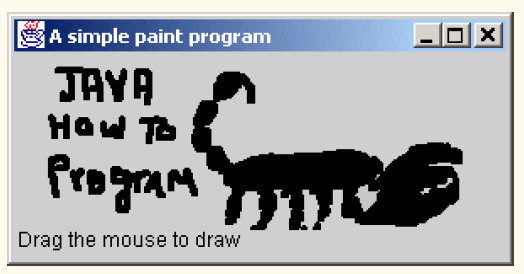 A simple paint program
JAVA
HOW TO
PROGRAM
Drag the mouse to draw